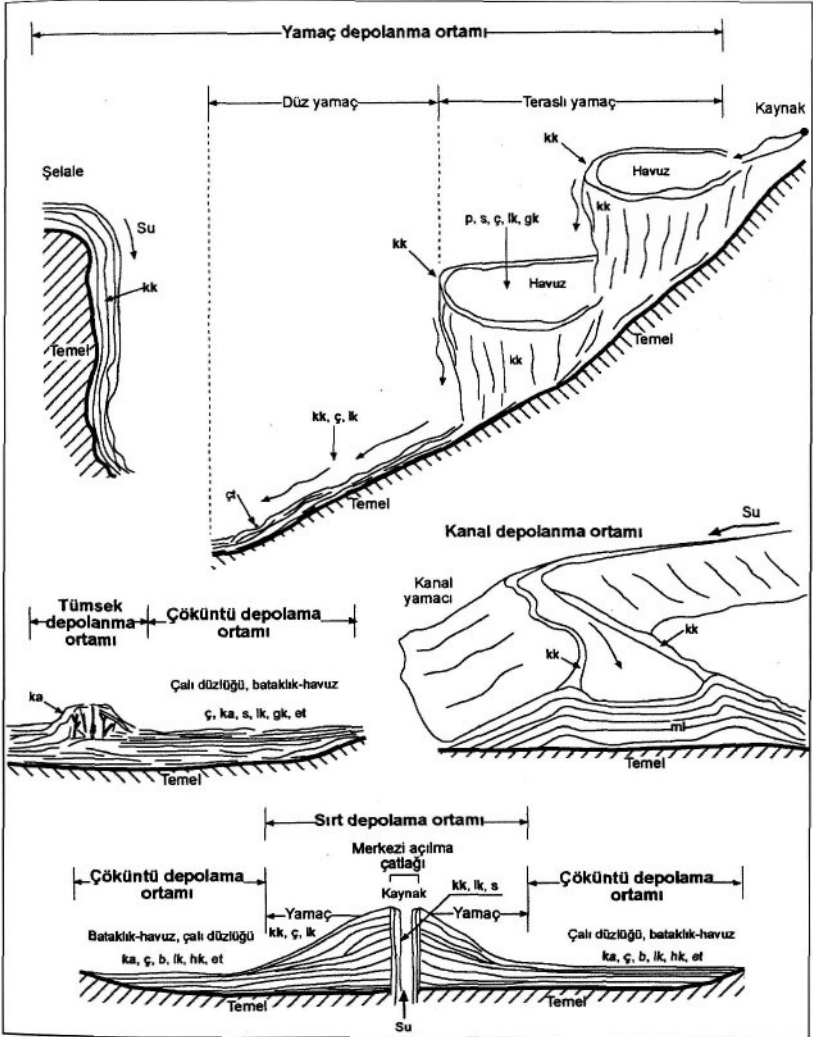 Yamaç depolanma ortamı
Düz yamaç
Teraslı yamaç
Kaynak
kk
Havuz
Şelale
Su
kk
p, s, ç, lk, gk
kk
kk
Havuz
Temel
kk
Temel
kk, ç, lk
çt
Temel
Kanal depolanma ortamı
Su
Kanal
yamacı
kk
kk
ml
Temel
Tümsek
depolanma
ortamı
Çöküntü depolama
ortamı
ka
Çalı düzlüğü, bataklık-havuz
ç, ka, s, lk, gk, et
Temel
Sırt depolama ortamı
Merkezi açılma
çatlağı
Kaynak
kk, lk, s
Çöküntü depolama
ortamı
Yamaç
kk, ç, lk
Yamaç
Çöküntü depolama
ortamı
Bataklık-havuz, çalı düzlüğü
ka, ç, b, lk, hk, et
Çalı düzlüğü, bataklık-havuz
ka, ç, b, lk, hk, et
Temel
Temel
Su